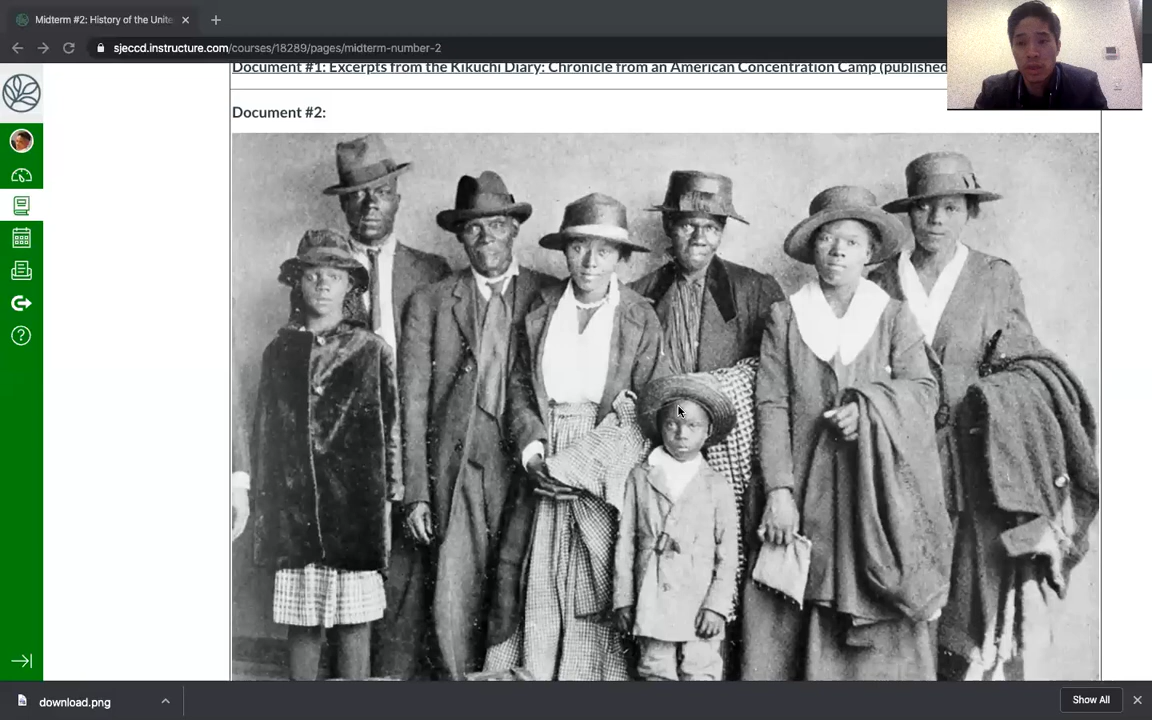 Midterm #2: History of the Unite
sjeccd.instructure.com/courses/18289/pages/midterm-number-2
Document #1: Excerpts from the Kikuchi Diary: Chronicle from an American Concentration Camp (published
Document #2:
download.png
Show All